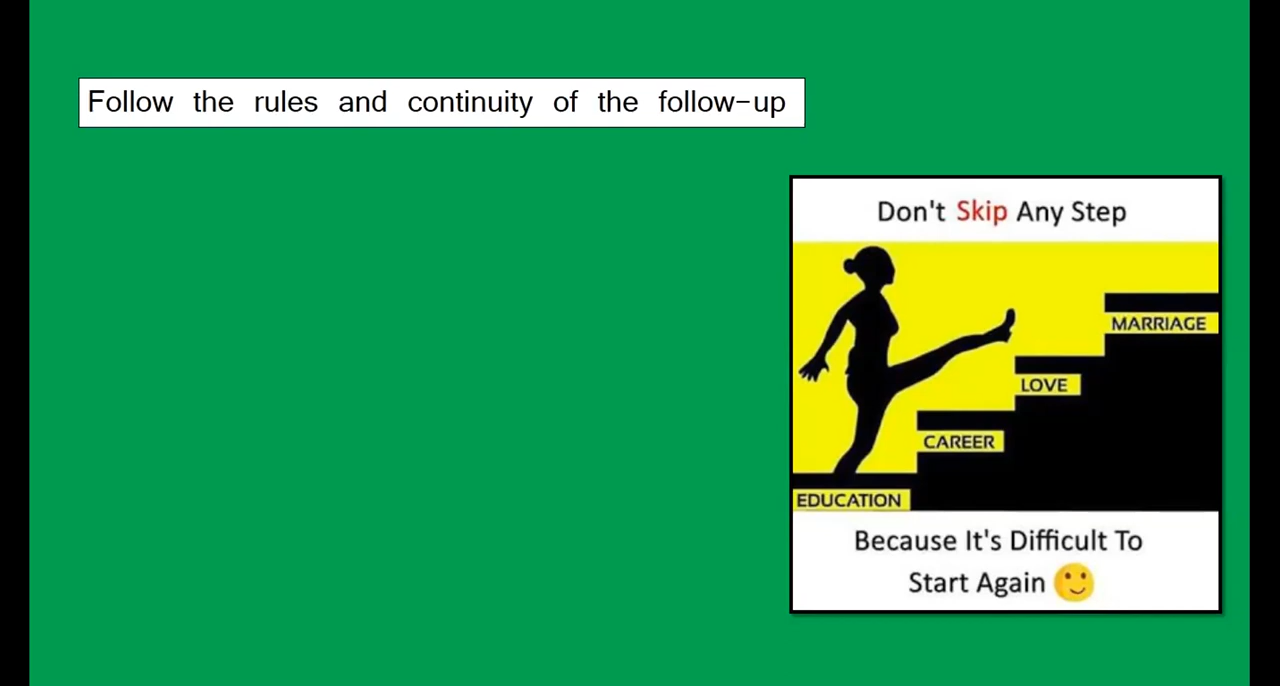 Follow the rules and continuity of the follow-up
Don't Skip Any Step
MARRIAGE
LOVE
CAREER
EDUCATION
Because It's Difficult To
Start Again